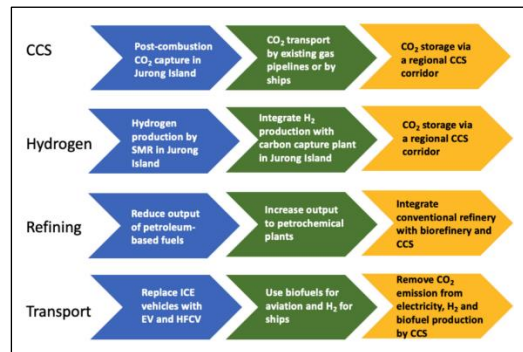 CCS
Post-combustion
CO₂ capture in
Jurong Island
CO₂ transport
by existing gas
pipelines or by
ships
CO₂ storage via
a regional CCS
corridor
Hydrogen
Hydrogen
production by
SMR in Jurong
Island
Integrate H₂
production with
carbon capture plant
in Jurong Island
CO₂ storage via
a regional CCS
corridor
Refining
Reduce output
of petroleum-
based fuels
Increase output
to petrochemical
plants
Integrate
conventional refinery
with biorefinery and
CCS
Transport
Replace ICE
vehicles with
EV and HFCV
Use biofuels for
aviation and H₂ for
ships
Remove CO₂
emission from
electricity, H₂ and
biofuel production
by CCS